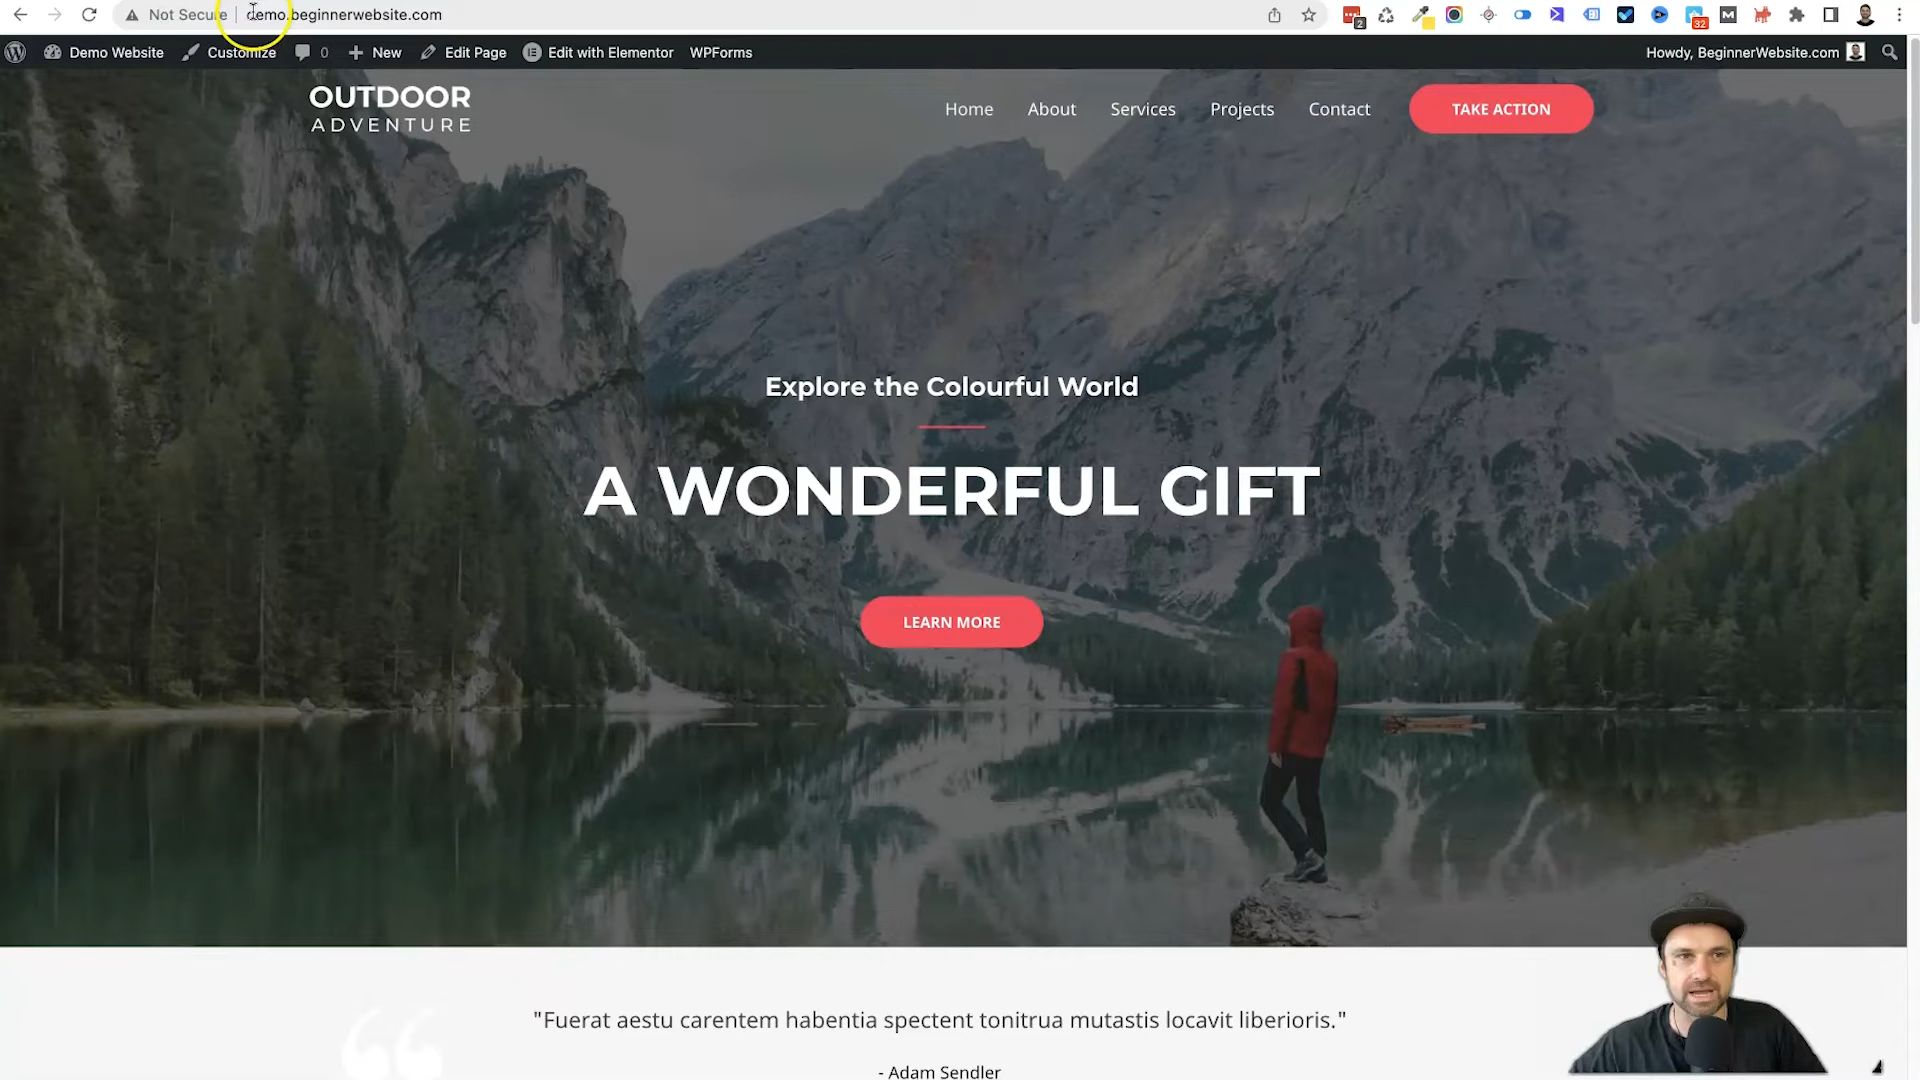 Not Secure | demo.beginnerwebsite.com
2
32
Demo Website Customize 0 New Edit Page Edit with Elementor WPForms Howdy, BeginnerWebsite.com
OUTDOOR
ADVENTURE
Home About Services Projects Contact TAKE ACTION
Explore the Colourful World
A WONDERFUL GIFT
LEARN MORE
"Fuerat aestu carentem habentia spectent tonitrua mutastis locavit liberioris."
- Adam Sendler